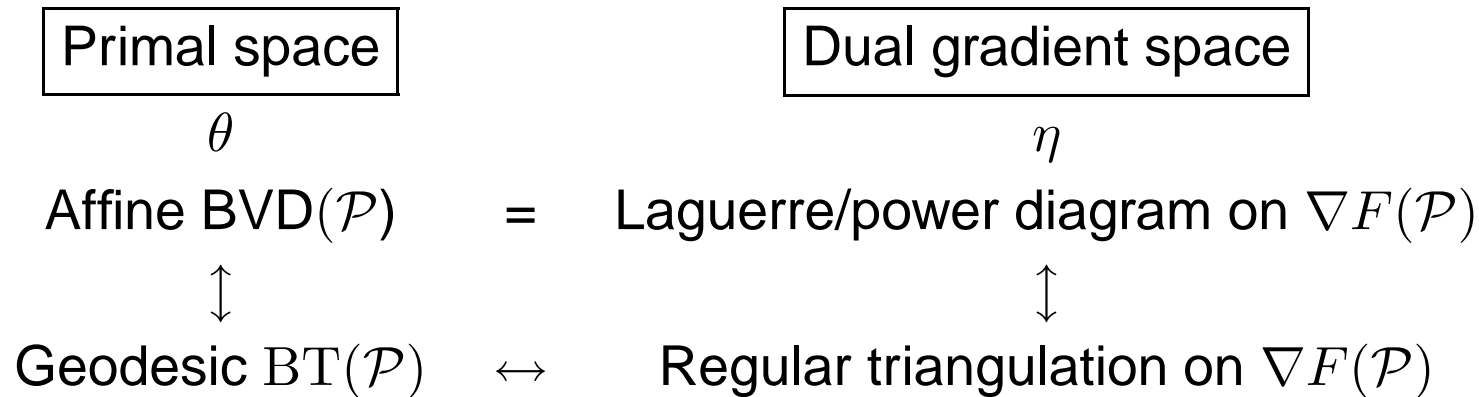 Primal space Dual gradient space
θ η
Affine BVD(𝒫) = Laguerre/power diagram on ∇F(𝒫)
↕ ↕
Geodesic BT(𝒫) ↔ Regular triangulation on ∇F(𝒫)